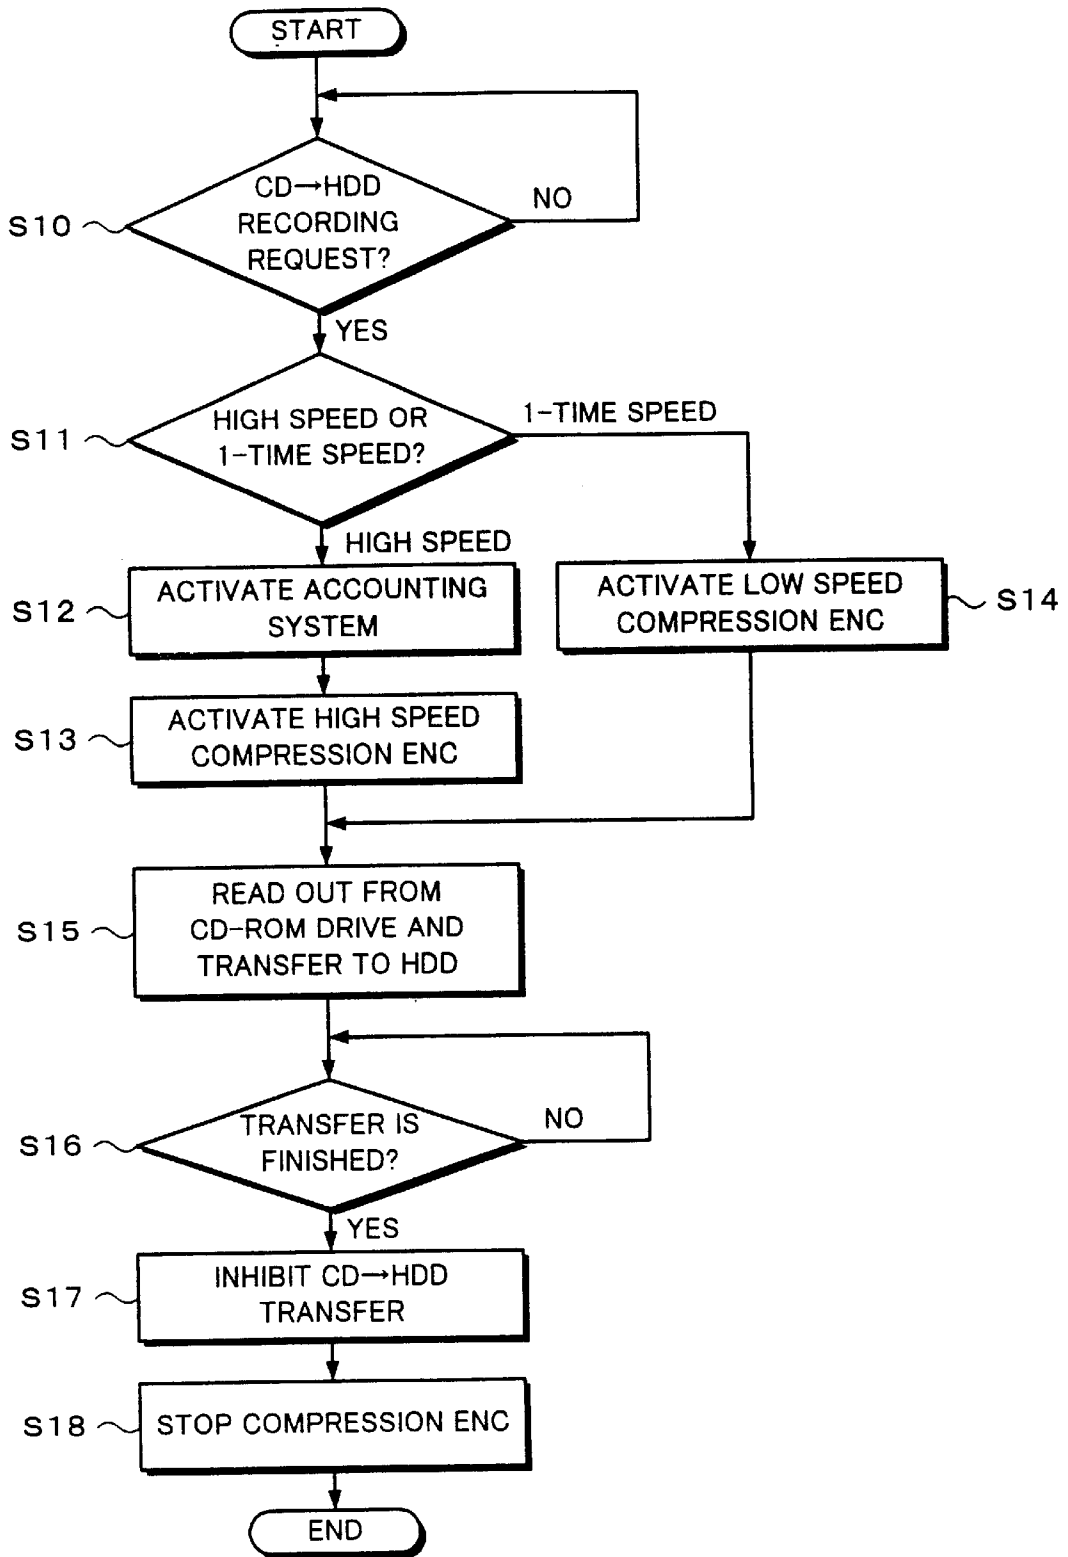 START
CD→HDD
RECORDING
REQUEST?
S10
NO
YES
HIGH SPEED OR
1-TIME SPEED?
S11
1-TIME SPEED
HIGH SPEED
ACTIVATE ACCOUNTING
SYSTEM
S12
ACTIVATE LOW SPEED
COMPRESSION ENC
S14
ACTIVATE HIGH SPEED
COMPRESSION ENC
S13
READ OUT FROM
CD-ROM DRIVE AND
TRANSFER TO HDD
S15
TRANSFER IS
FINISHED?
S16
NO
YES
INHIBIT CD→HDD
TRANSFER
S17
STOP COMPRESSION ENC
S18
END